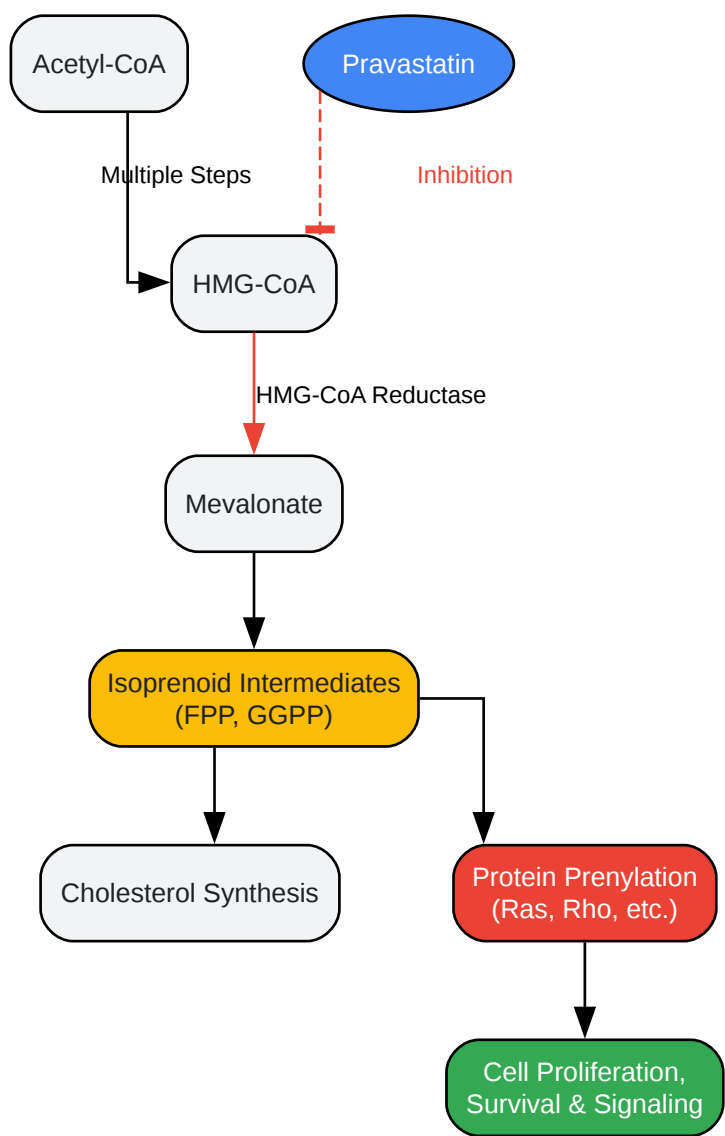 Acetyl-CoA
Pravastatin
Multiple Steps
Inhibition
HMG-CoA
HMG-CoA Reductase
Mevalonate
Isoprenoid Intermediates
(FPP, GGPP)
Cholesterol Synthesis
Protein Prenylation
(Ras, Rho, etc.)
Cell Proliferation,
Survival & Signaling